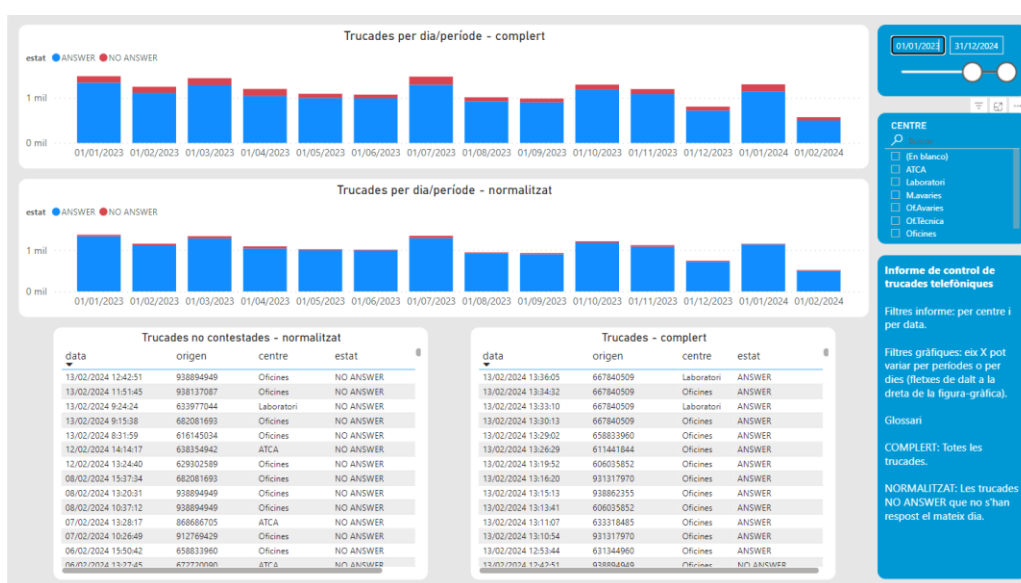 Trucades per dia/període - complert
estat ANSWER NO ANSWER
1 mil
0 mil
01/01/2023 01/02/2023 01/03/2023 01/04/2023 01/05/2023 01/06/2023 01/07/2023 01/08/2023 01/09/2023 01/10/2023 01/11/2023 01/12/2023 01/01/2024 01/02/2024
Trucades per dia/període - normalitzat
estat ANSWER NO ANSWER
1 mil
0 mil
01/01/2023 01/02/2023 01/03/2023 01/04/2023 01/05/2023 01/06/2023 01/07/2023 01/08/2023 01/09/2023 01/10/2023 01/11/2023 01/12/2023 01/01/2024 01/02/2024
Trucades no contestades - normalitzat
data origen centre estat
13/02/2024 12:42:51 938894949 Oficines NO ANSWER
13/02/2024 11:51:45 938137087 Oficines NO ANSWER
13/02/2024 9:24:24 633977044 Laboratori NO ANSWER
13/02/2024 9:15:38 682081693 Oficines NO ANSWER
13/02/2024 8:31:59 616145034 Oficines NO ANSWER
12/02/2024 14:14:17 638354942 ATCA NO ANSWER
12/02/2024 13:24:40 629302589 Oficines NO ANSWER
08/02/2024 15:37:34 682081693 Oficines NO ANSWER
08/02/2024 13:20:31 938894949 Oficines NO ANSWER
08/02/2024 10:37:12 938894949 Oficines NO ANSWER
07/02/2024 13:28:17 868686705 ATCA NO ANSWER
07/02/2024 10:26:49 912769429 Oficines NO ANSWER
06/02/2024 15:50:42 658833960 Oficines NO ANSWER
06/02/2024 13:27:45 672720090 ATCA NO ANSWER
Trucades - complert
data origen centre estat
13/02/2024 13:36:05 667840509 Laboratori ANSWER
13/02/2024 13:34:32 667840509 Oficines ANSWER
13/02/2024 13:33:10 667840509 Laboratori ANSWER
13/02/2024 13:30:13 667840509 Oficines ANSWER
13/02/2024 13:29:02 658833960 Oficines ANSWER
13/02/2024 13:26:29 611441844 Oficines ANSWER
13/02/2024 13:19:52 606035852 Oficines ANSWER
13/02/2024 13:16:20 931317970 Oficines ANSWER
13/02/2024 13:15:13 938862355 Oficines ANSWER
13/02/2024 13:13:41 606035852 Oficines ANSWER
13/02/2024 13:11:07 633318485 Oficines ANSWER
13/02/2024 13:10:54 931317970 Oficines ANSWER
13/02/2024 12:53:44 631344960 Oficines ANSWER
13/02/2024 12:42:51 938894949 Oficines NO ANSWER
01/01/2023 31/12/2024
CENTRE
(En blanco)
ATCA
Laboratori
M.avaries
Of.Avaries
Of.Tècnica
Oficines
Informe de control de
trucades telefòniques
Filtres informe: per centre i
per data.
Filtres gràfiques: eix X pot
variar per períodes o per
dies (fletxes de dalt a la
dreta de la figura-gràfica).
Glossari
COMPLERT: Totes les
trucades.
NORMALITZAT: Les trucades
NO ANSWER que no s'han
respost el mateix dia.